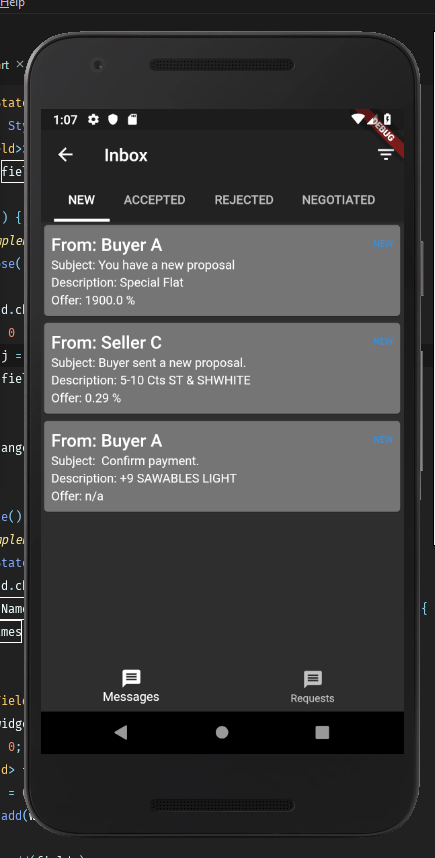 Help
1:07
DEBUG
Inbox
NEW ACCEPTED REJECTED NEGOTIATED
From: Buyer A
NEW
Subject: You have a new proposal
Description: Special Flat
Offer: 1900.0 %
From: Seller C
NEW
Subject: Buyer sent a new proposal.
Description: 5-10 Cts ST & SHWHITE
Offer: 0.29 %
From: Buyer A
NEW
Subject:  Confirm payment.
Description: +9 SAWABLES LIGHT
Offer: n/a
Messages
Requests